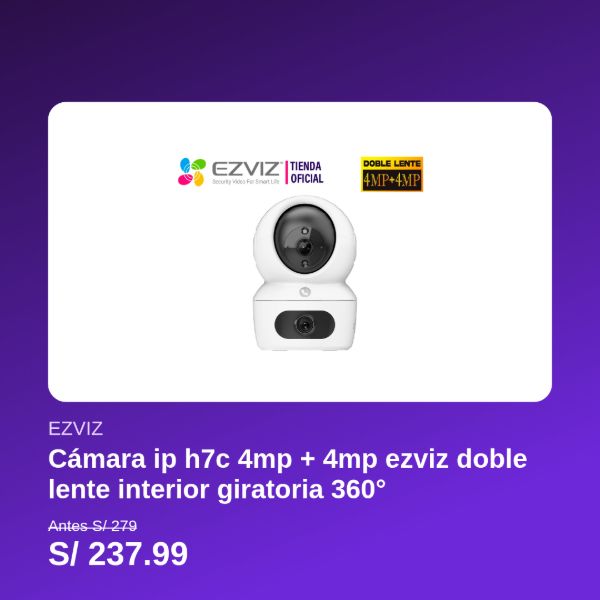 EZVIZ
Security Video For Smart Life
TIENDA
OFICIAL
DOBLE LENTE
4MP+4MP
EZVIZ
Cámara ip h7c 4mp + 4mp ezviz doble
lente interior giratoria 360°
Antes S/ 279
S/ 237.99